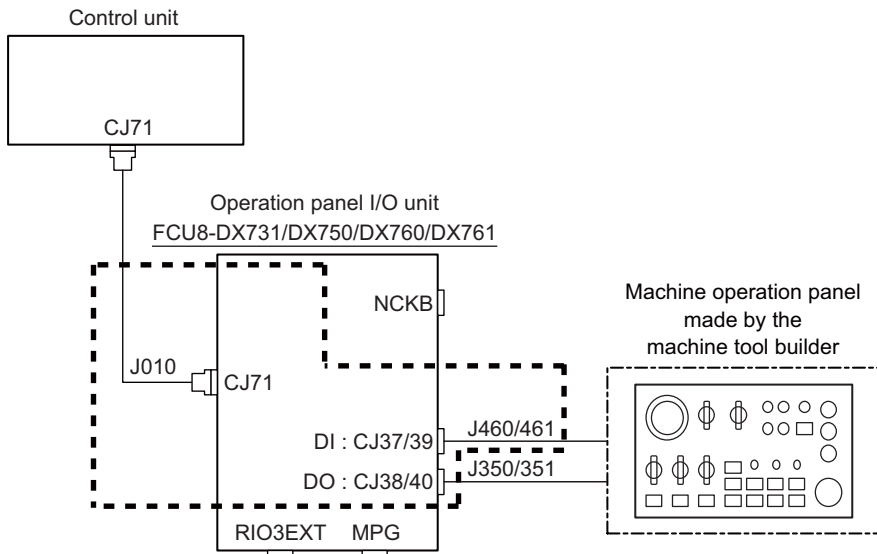 Control unit
CJ71
Operation panel I/O unit
FCU8-DX731/DX750/DX760/DX761
NCKB
Machine operation panel
made by the
machine tool builder
J010
CJ71
DI : CJ37/39
J460/461
DO : CJ38/40
J350/351
RIO3EXT
MPG